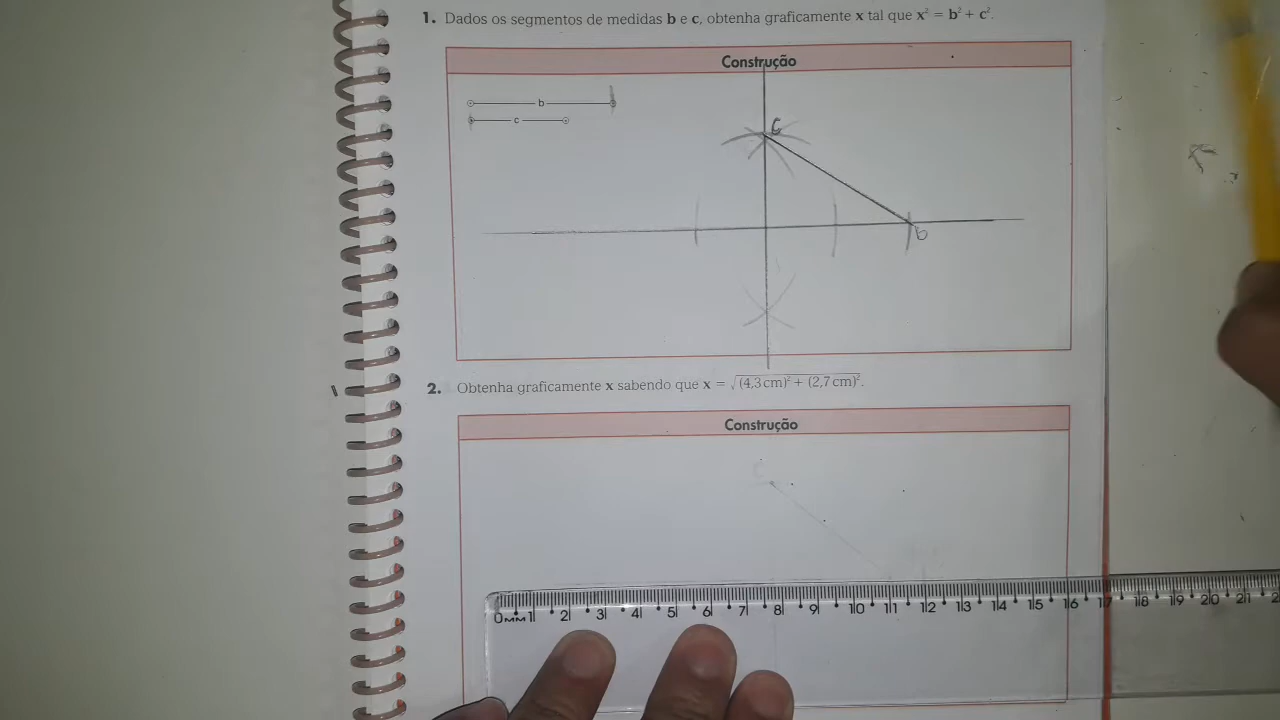 1. Dados os segmentos de medidas b e c, obtenha graficamente x tal que x² = b² + c².
Construção
b
c
C
b
2. Obtenha graficamente x sabendo que x = √(4,3 cm)² + (2,7 cm)².
Construção
0 MM 1 2 3 4 5 6 7 8 9 10 11 12 13 14 15 16 17 18 19 20 21 2